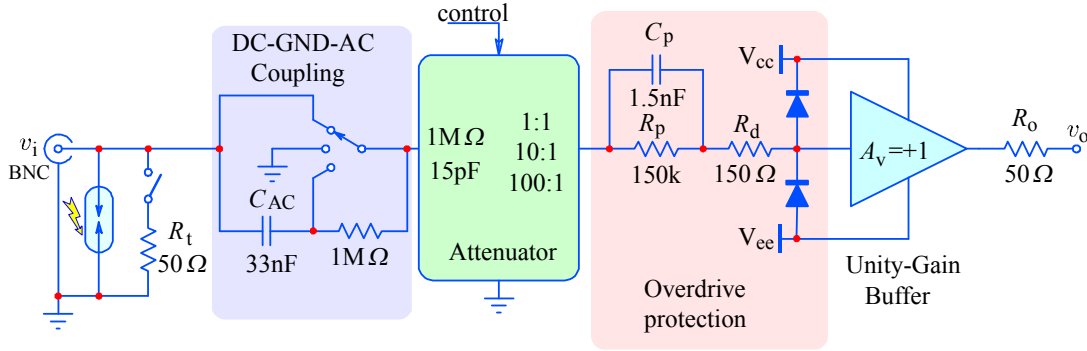 control
DC-GND-AC
Coupling
C_p
1.5nF
R_p
150k
V_cc
R_d
150 Ω
v_i
BNC
1M Ω
15pF
1:1
10:1
100:1
A_v=+1
R_o
50 Ω
v_o
C_AC
33nF
1M Ω
R_t
50 Ω
Attenuator
V_ee
Overdrive
protection
Unity-Gain
Buffer